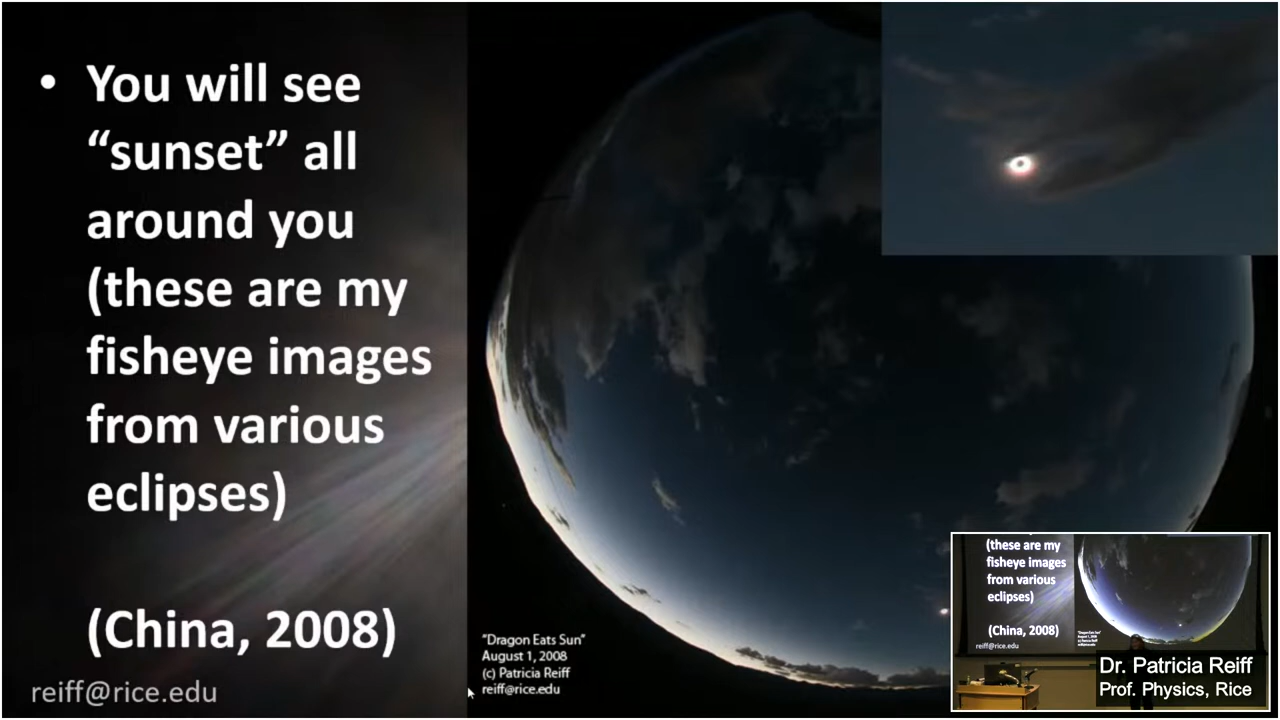 • You will see
“sunset” all
around you
(these are my
fisheye images
from various
eclipses)
(China, 2008)
reiff@rice.edu
“Dragon Eats Sun”
August 1, 2008
(c) Patricia Reiff
reiff@rice.edu
(these are my
fisheye images
from various
eclipses)
(China, 2008)
reiff@rice.edu
Dr. Patricia Reiff
Prof. Physics, Rice